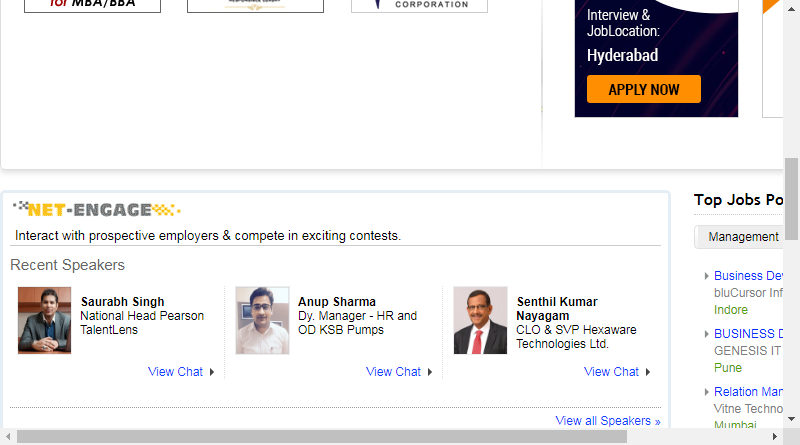 for MBA/BBA
CORPORATION
Interview &
JobLocation:
Hyderabad
APPLY NOW
NET-ENGAGE
Interact with prospective employers & compete in exciting contests.
Recent Speakers
Saurabh Singh
National Head Pearson
TalentLens
View Chat
Anup Sharma
Dy. Manager - HR and
OD KSB Pumps
View Chat
Senthil Kumar
Nayagam
CLO & SVP Hexaware
Technologies Ltd.
View Chat
View all Speakers »
Top Jobs Po
Management
Business Dev
bluCursor Inf
Indore
BUSINESS D
GENESIS IT
Pune
Relation Man
Vitne Techno
Mumbai